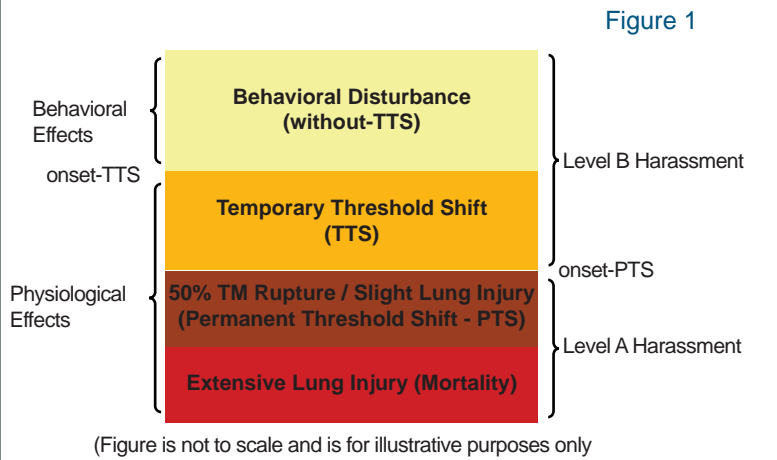 Figure 1
Behavioral Disturbance
(without-TTS)
Behavioral
Effects
Level B Harassment
onset-TTS
Temporary Threshold Shift
(TTS)
onset-PTS
Physiological
Effects
50% TM Rupture / Slight Lung Injury
(Permanent Threshold Shift - PTS)
Level A Harassment
Extensive Lung Injury (Mortality)
(Figure is not to scale and is for illustrative purposes only